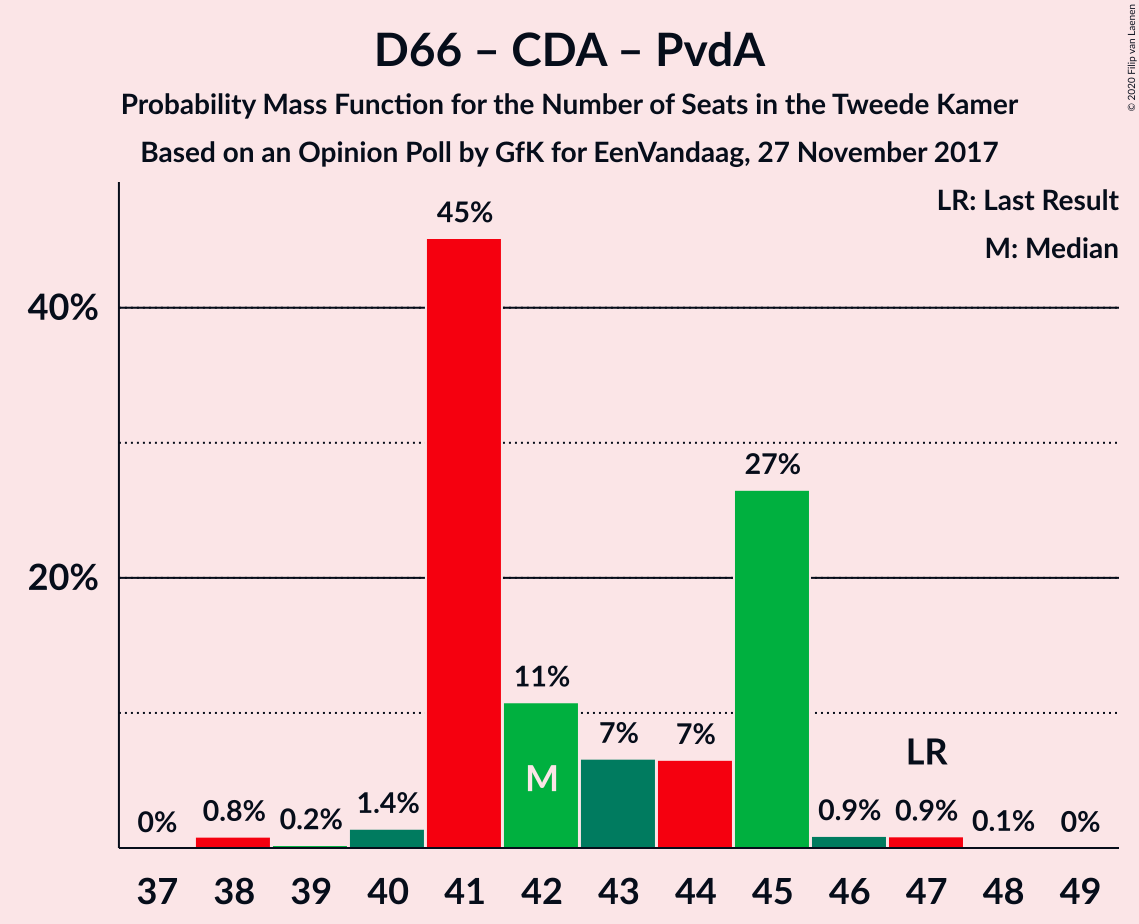 D66 – CDA – PvdA
Probability Mass Function for the Number of Seats in the Tweede Kamer
Based on an Opinion Poll by GfK for EenVandaag, 27 November 2017
© 2020 Filip van Laenen
LR: Last Result
M: Median
45%
40%
27%
20%
11%
7%
7%
M
LR
0%
0.8%
0.2%
1.4%
0.9%
0.9%
0.1%
0%
37 38 39 40 41 42 43 44 45 46 47 48 49